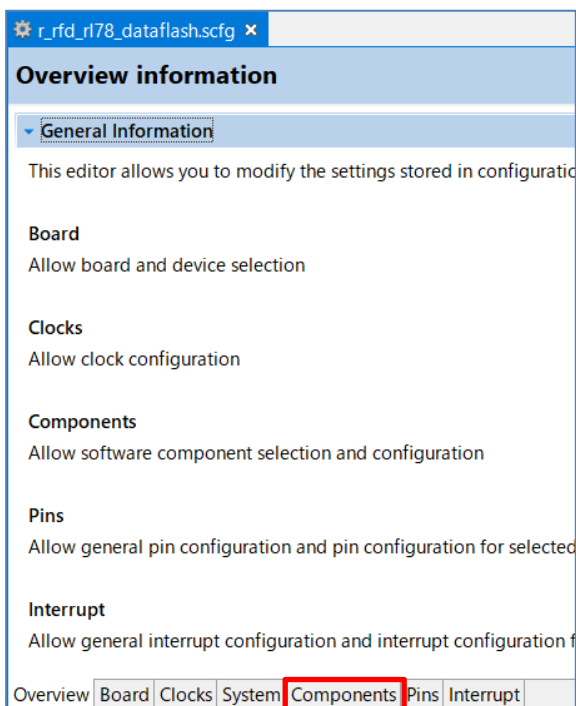 r_rfd_rl78_dataflash.scfg
Overview information
General Information
This editor allows you to modify the settings stored in
Board
Allow board and device selection
Clocks
Allow clock configuration
Components
Allow software component selection and configuration
Pins
Allow general pin configuration and pin configuration for selected
Interrupt
Allow general interrupt configuration and interrupt configuration
Overview Board Clocks System Components Pins Interrupt